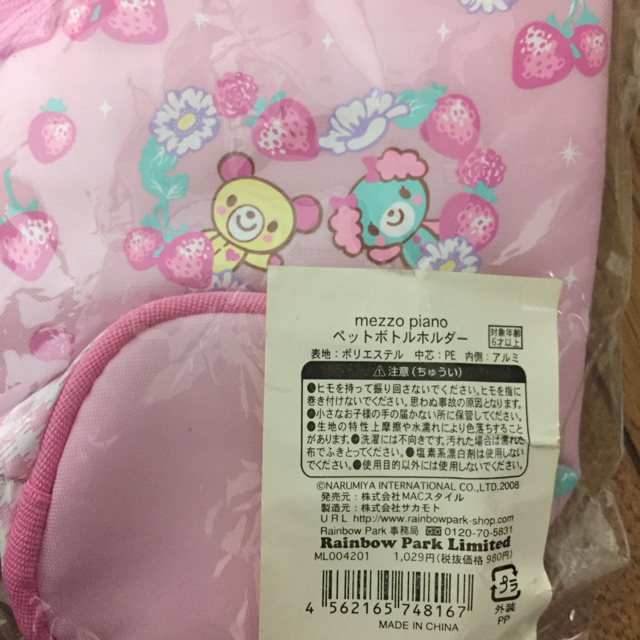 mezzo piano
ペットボトルホルダー
対象年齢
6才以上
表地：ポリエステル 中芯：PE 内側：アルミ
注意（ちゅうい）
●ヒモを持って振り回さないでください。ヒモを指に
巻き付けないでください。思わぬ事故の原因となります。
●小さなお子様の手の届かない所に保管してください。
●生地の特性上摩擦や水濡れにより色落ちすること
があります。●洗濯には不向きです。汚れた場合は濡れた
布でふきとってください。●塩素系漂白剤は使用しない
でください。●使用目的以外には使用しないでください。
©NARUMIYA INTERNATIONAL CO.,LTD.2008
発売元：株式会社MACスタイル
製造元：株式会社サカモト
URL http://www.rainbowpark-shop.com
Rainbow Park 事務局 0120-70-5831
Rainbow Park Limited
ML004201 1,029円(税抜価格 980円)
4 562165 748167
MADE IN CHINA
プラ
外装
PP